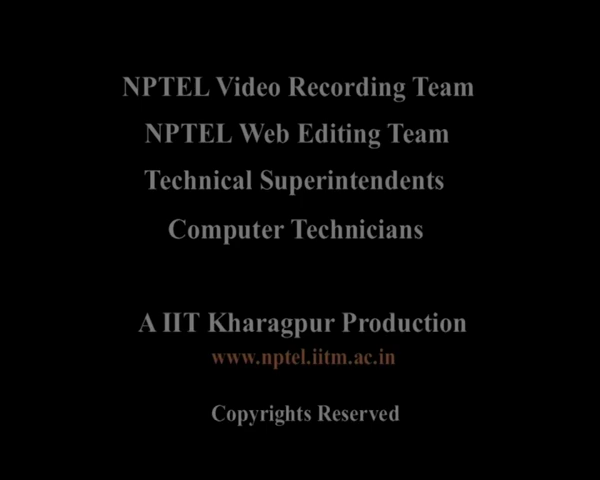 NPTEL Video Recording Team
NPTEL Web Editing Team
Technical Superintendents
Computer Technicians
A IIT Kharagpur Production
www.nptel.iitm.ac.in
Copyrights Reserved